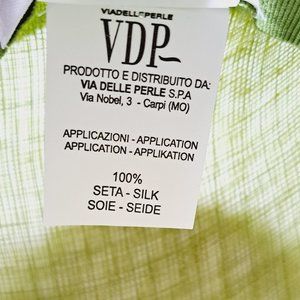 VIADELLEPERLE
VDP
PRODOTTO E DISTRIBUITO DA:
VIA DELLE PERLE S.P.A
Via Nobel, 3 - Carpi (MO)
APPLICAZIONI - APPLICATION
APPLICATION - APPLIKATION
100%
SETA - SILK
SOIE - SEIDE